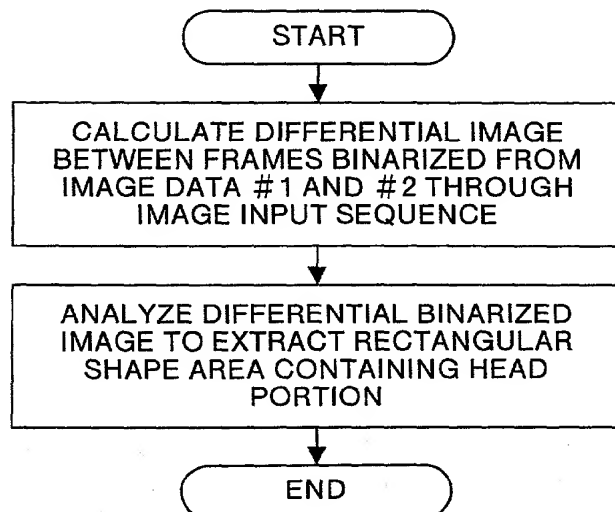 START
CALCULATE DIFFERENTIAL IMAGE
BETWEEN FRAMES BINARIZED FROM
IMAGE DATA #1 AND #2 THROUGH
IMAGE INPUT SEQUENCE
ANALYZE DIFFERENTIAL BINARIZED
IMAGE TO EXTRACT RECTANGULAR
SHAPE AREA CONTAINING HEAD
PORTION
END